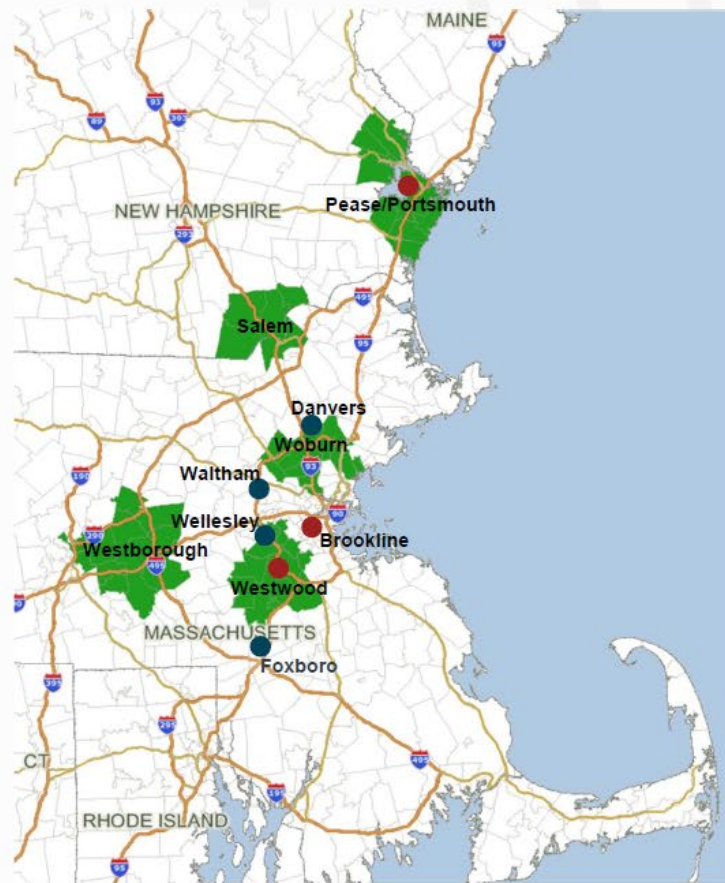 MAINE
95
93
89
393
Pease/Portsmouth
NEW HAMPSHIRE
293
495
Salem
95
Danvers
Woburn
93
Waltham
190
90
Wellesley
Brookline
290
Westborough
495
Westwood
MASSACHUSETTS
Foxboro
395
295
CT
495
195
RHODE ISLAND
95